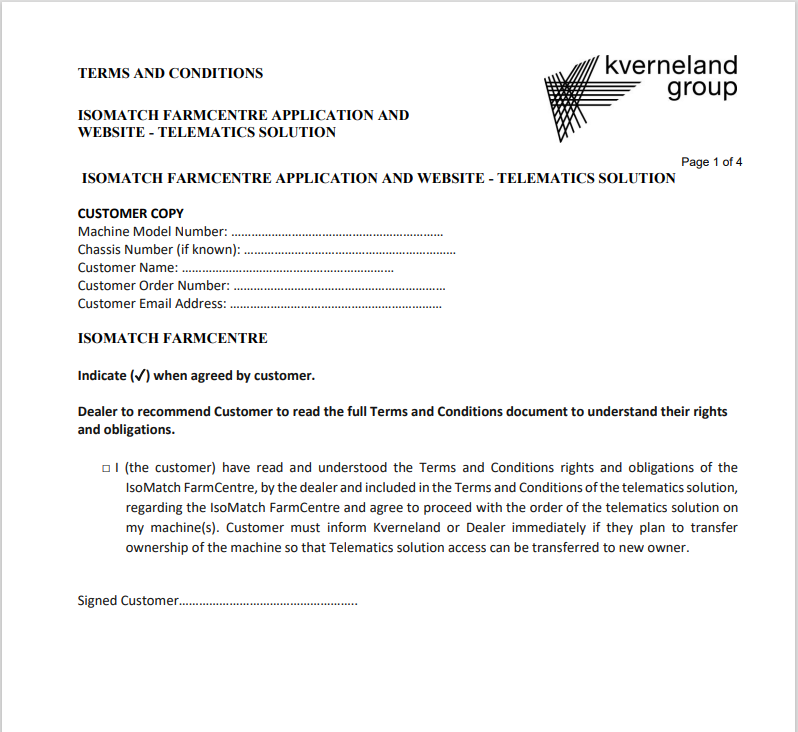 TERMS AND CONDITIONS
kverneland
group
ISOMATCH FARMCENTRE APPLICATION AND
WEBSITE - TELEMATICS SOLUTION
Page 1 of 4
ISOMATCH FARMCENTRE APPLICATION AND WEBSITE - TELEMATICS SOLUTION
CUSTOMER COPY
Machine Model Number: ………………………………………………………
Chassis Number (if known): ………………………………………………………
Customer Name: ………………………………………………………
Customer Order Number: ………………………………………………………
Customer Email Address: ………………………………………………………
ISOMATCH FARMCENTRE
Indicate (✓) when agreed by customer.
Dealer to recommend Customer to read the full Terms and Conditions document to understand their rights
and obligations.
□ I (the customer) have read and understood the Terms and Conditions rights and obligations of the
IsoMatch FarmCentre, by the dealer and included in the Terms and Conditions of the telematics solution,
regarding the IsoMatch FarmCentre and agree to proceed with the order of the telematics solution on
my machine(s). Customer must inform Kverneland or Dealer immediately if they plan to transfer
ownership of the machine so that Telematics solution access can be transferred to new owner.
Signed Customer……………………………………………..